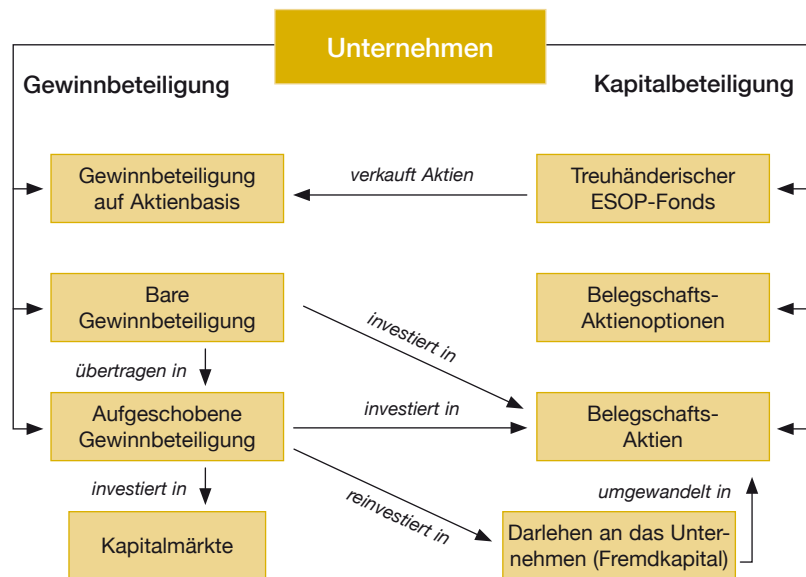 Unternehmen
Gewinnbeteiligung
Kapitalbeteiligung
Gewinnbeteiligung
auf Aktienbasis
verkauft Aktien
Treuhänderischer
ESOP-Fonds
Bare
Gewinnbeteiligung
investiert in
Belegschafts-
Aktienoptionen
übertragen in
Aufgeschobene
Gewinnbeteiligung
investiert in
Belegschafts-
Aktien
investiert in
reinvestiert in
umgewandelt in
Kapitalmärkte
Darlehen an das Unter-
nehmen (Fremdkapital)